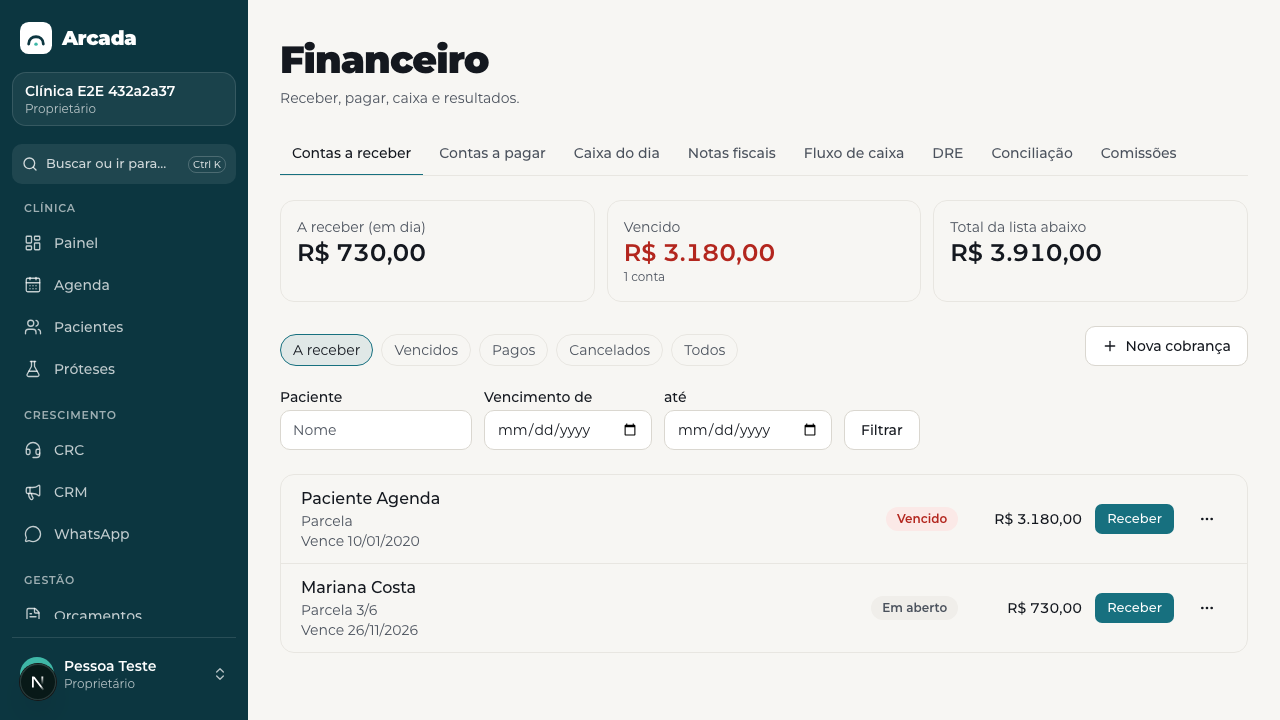 Arcada
Clínica E2E 432a2a37
Proprietário
Buscar ou ir para...
Ctrl K
CLÍNICA
Painel
Agenda
Pacientes
Próteses
CRESCIMENTO
CRC
CRM
WhatsApp
GESTÃO
Orçamentos
Pessoa Teste
Proprietário
N
Financeiro
Receber, pagar, caixa e resultados.
Contas a receber
Contas a pagar
Caixa do dia
Notas fiscais
Fluxo de caixa
DRE
Conciliação
Comissões
A receber (em dia)
R$ 730,00
Vencido
R$ 3.180,00
1 conta
Total da lista abaixo
R$ 3.910,00
A receber
Vencidos
Pagos
Cancelados
Todos
+ Nova cobrança
Paciente
Nome
Vencimento de
mm/dd/yyyy
até
mm/dd/yyyy
Filtrar
Paciente Agenda
Parcela
Vence 10/01/2020
Vencido
R$ 3.180,00
Receber
Mariana Costa
Parcela 3/6
Vence 26/11/2026
Em aberto
R$ 730,00
Receber